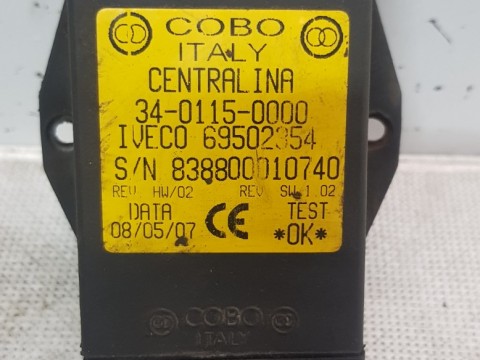 COBO
ITALY
CENTRALINA
34-0115-0000
IVECO 69502354
S/N 838800010740
REV HW/02 REV SW 1.02
DATA CE TEST
08/05/07 *OK*
COBO
ITALY